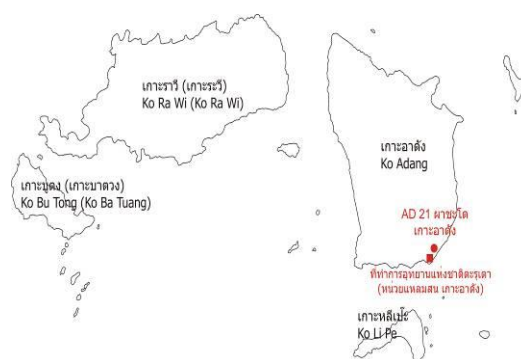 เกาะราวี (เกาะระวี)
Ko Ra Wi (Ko Ra Wi)
เกาะอาดัง
Ko Adang
เกาะบูตง (เกาะบาตวง)
Ko Bu Tong (Ko Ba Tuang)
AD 21 ผาชะโด
เกาะอาดัง
ที่ทำการอุทยานแห่งชาติตะรุเตา
(หน่วยแหลมสน เกาะอาดัง)
เกาะหลีเป๊ะ
Ko Li Pe